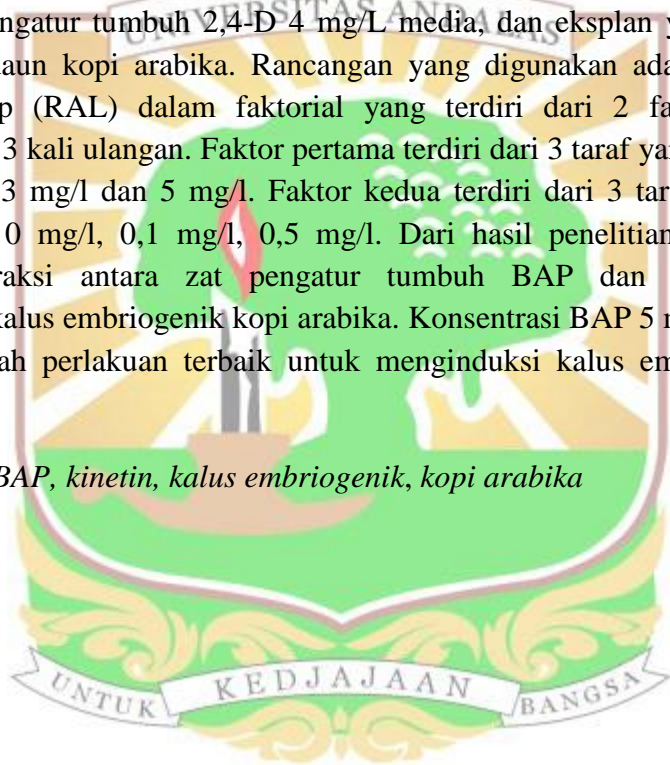 ngatur tumbuh 2,4-D 4 mg/L media, dan eksplan y
UNIVERSITAS ANDALAS
daun kopi arabika. Rancangan yang digunakan ada
p (RAL) dalam faktorial yang terdiri dari 2 fa
3 kali ulangan. Faktor pertama terdiri dari 3 taraf yan
3 mg/l dan 5 mg/l. Faktor kedua terdiri dari 3 tar
0 mg/l, 0,1 mg/l, 0,5 mg/l. Dari hasil penelitian
raksi antara zat pengatur tumbuh BAP dan
kalus embriogenik kopi arabika. Konsentrasi BAP 5 n
ah perlakuan terbaik untuk menginduksi kalus em
BAP, kinetin, kalus embriogenik, kopi arabika
UNTUK KEDJAJAAN BANGSA